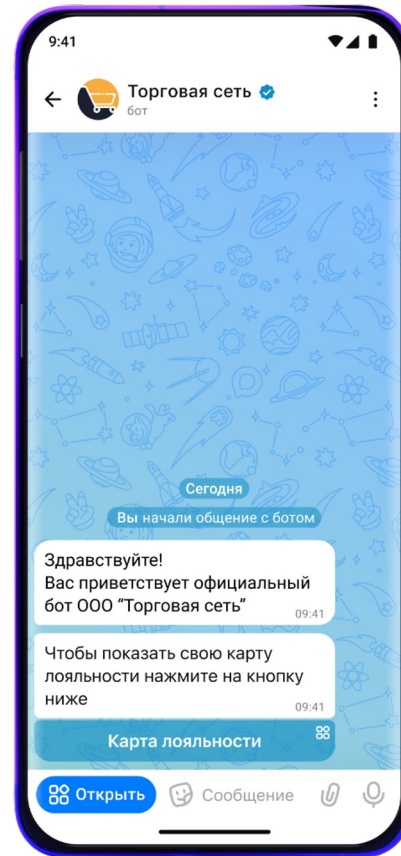 9:41
Торговая сеть
бот
Сегодня
Вы начали общение с ботом
Здравствуйте!
Вас приветствует официальный
бот ООО “Торговая сеть”
09:41
Чтобы показать свою карту
лояльности нажмите на кнопку
ниже
09:41
Карта лояльности
Открыть
Сообщение